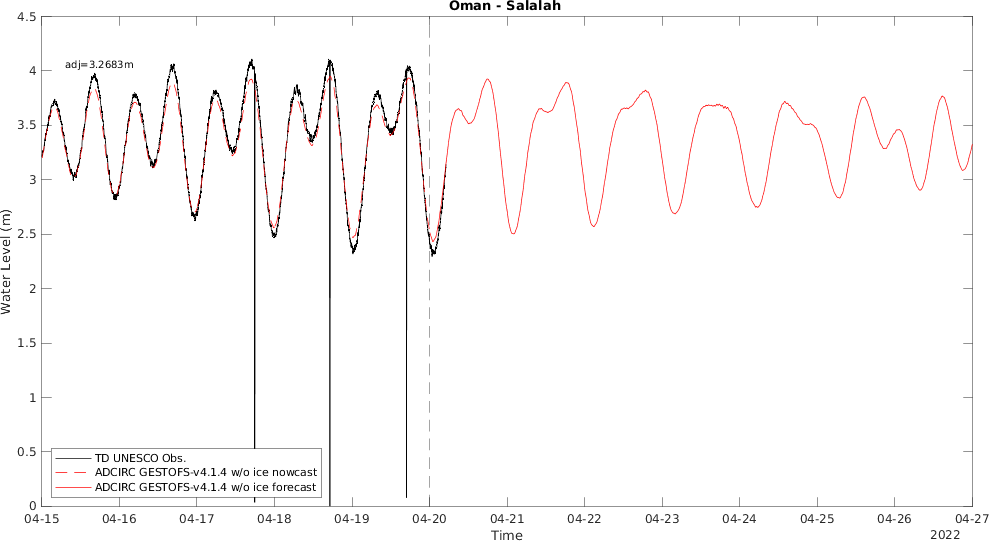 Oman - Salalah
4.5
4
3.5
3
2.5
2
1.5
1
0.5
0
Water Level (m)
adj=3.2683m
TD UNESCO Obs.
ADCIRC GESTOFS-v4.1.4 w/o ice nowcast
ADCIRC GESTOFS-v4.1.4 w/o ice forecast
04-15 04-16 04-17 04-18 04-19 04-20 04-21 04-22 04-23 04-24 04-25 04-26 04-27
Time
2022